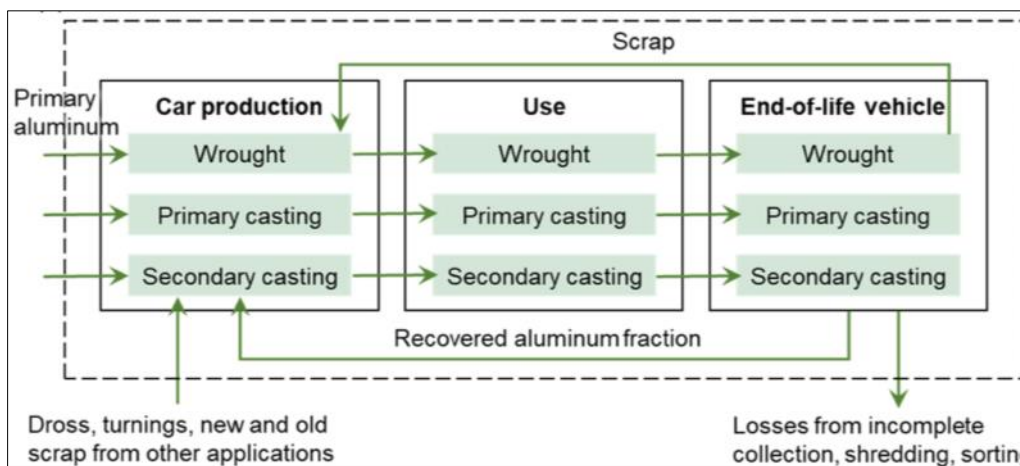 Scrap
Primary
aluminum
Car production
Use
End-of-life vehicle
Wrought
Wrought
Wrought
Primary casting
Primary casting
Primary casting
Secondary casting
Secondary casting
Secondary casting
Recovered aluminum fraction
Dross, turnings, new and old
scrap from other applications
Losses from incomplete
collection, shredding, sorting